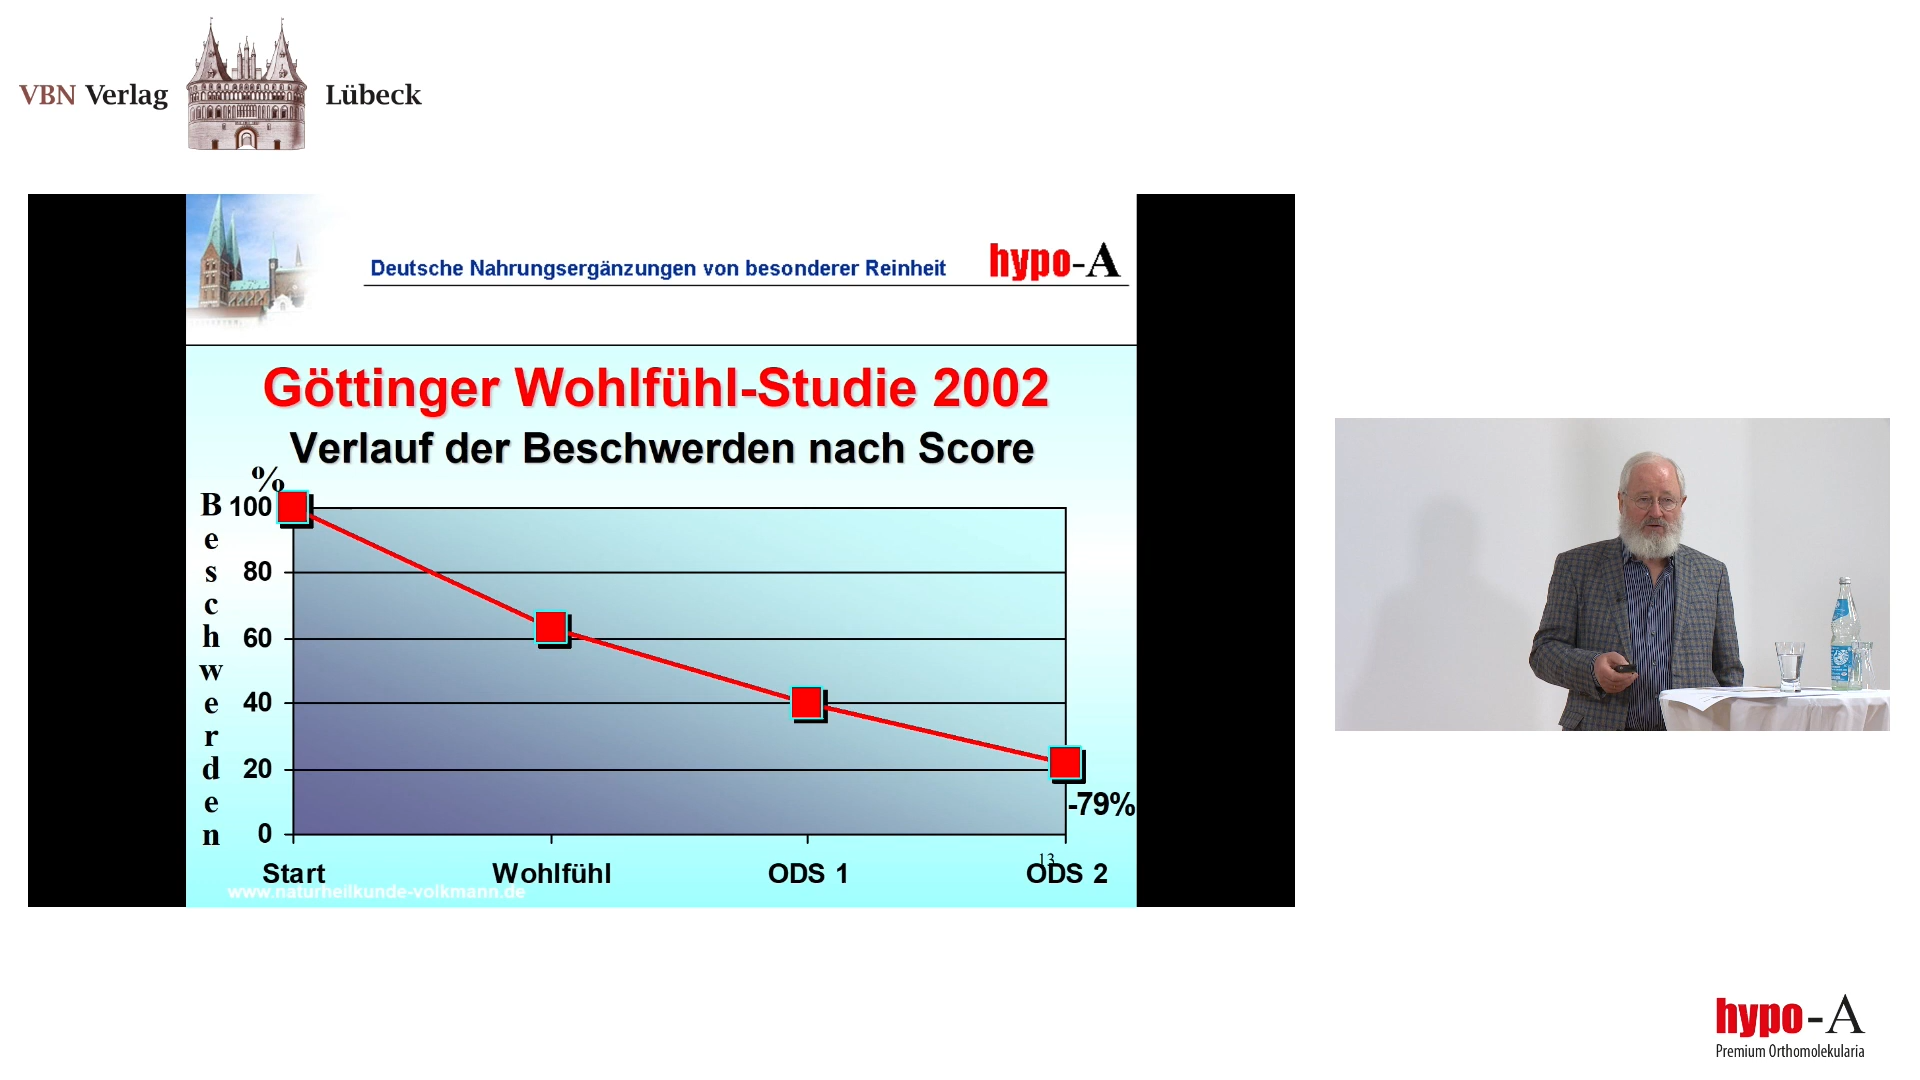 VBN Verlag Lübeck
Deutsche Nahrungsergänzungen von besonderer Reinheit
hypo-A
Göttinger Wohlfühl-Studie 2002
Verlauf der Beschwerden nach Score
%
Beschwerden
100
80
60
40
20
0
-79%
Start Wohlfühl ODS 1 ODS 2
13
www.naturheilkunde-volkmann.de
hypo-A
Premium Orthomolekularia